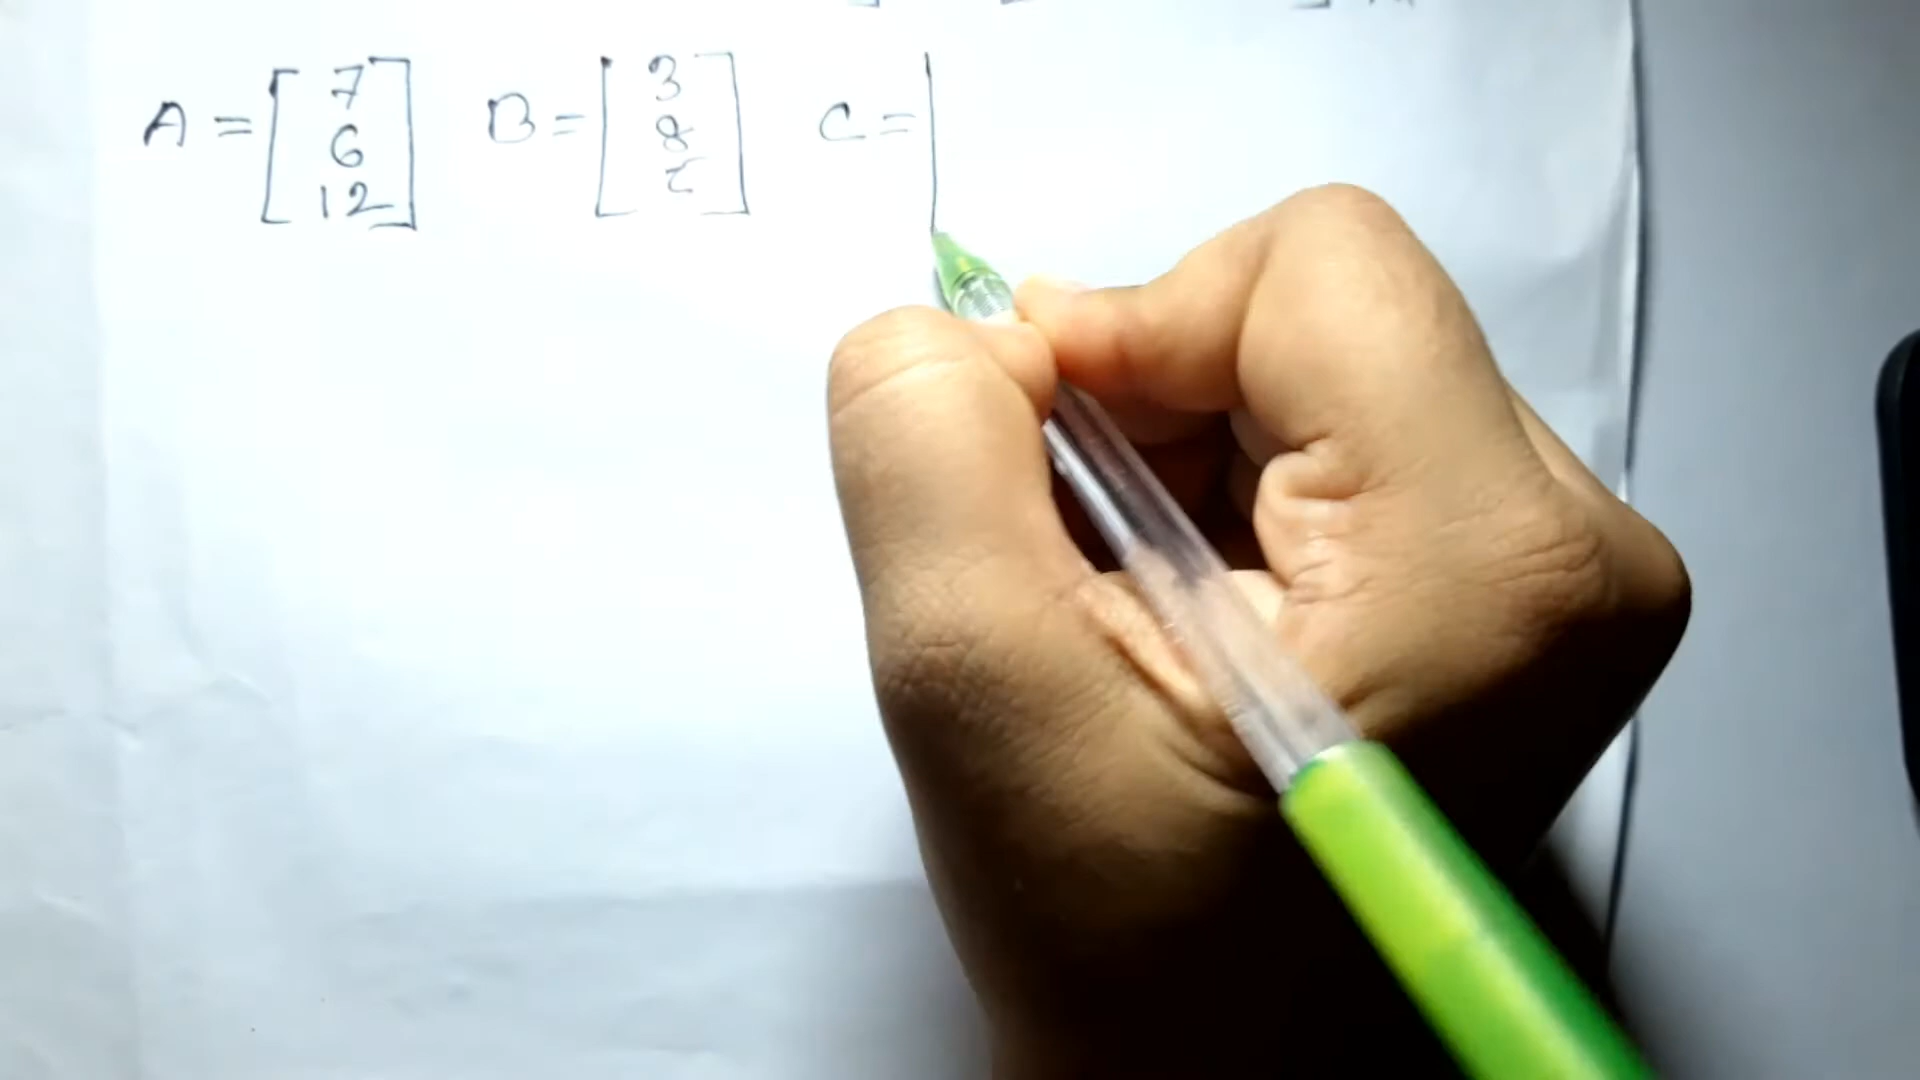 A = [ 7 B = [ 3 C =
6 8
12